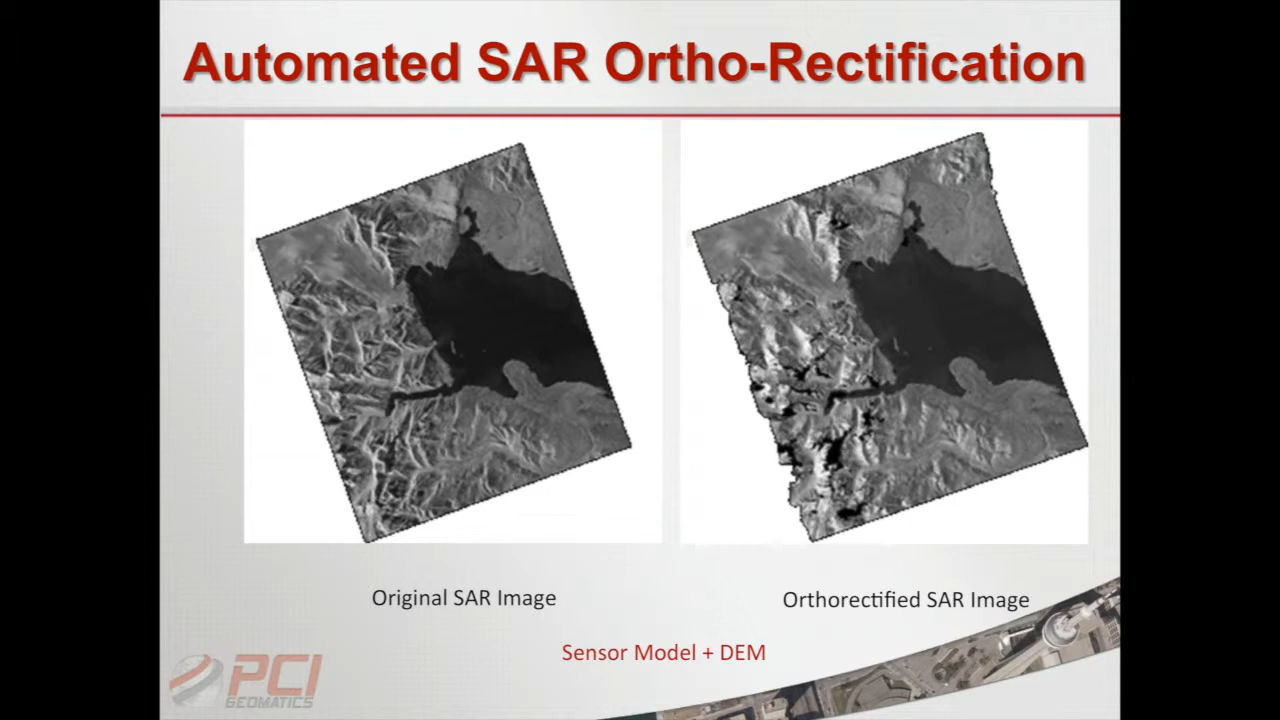 Automated SAR Ortho-Rectification
Original SAR Image
Orthorectified SAR Image
Sensor Model + DEM
PCI
GEOMATICS